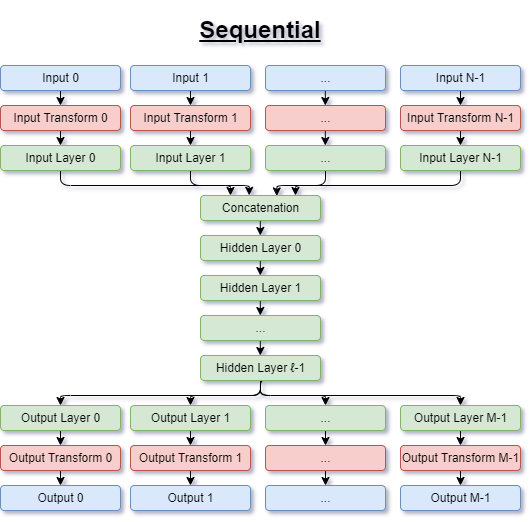 Sequential
Input 0
Input 1
...
Input N-1
Input Transform 0
Input Transform 1
...
Input Transform N-1
Input Layer 0
Input Layer 1
...
Input Layer N-1
Concatenation
Hidden Layer 0
Hidden Layer 1
...
Hidden Layer ℓ-1
Output Layer 0
Output Layer 1
...
Output Layer M-1
Output Transform 0
Output Transform 1
...
Output Transform M-1
Output 0
Output 1
...
Output M-1